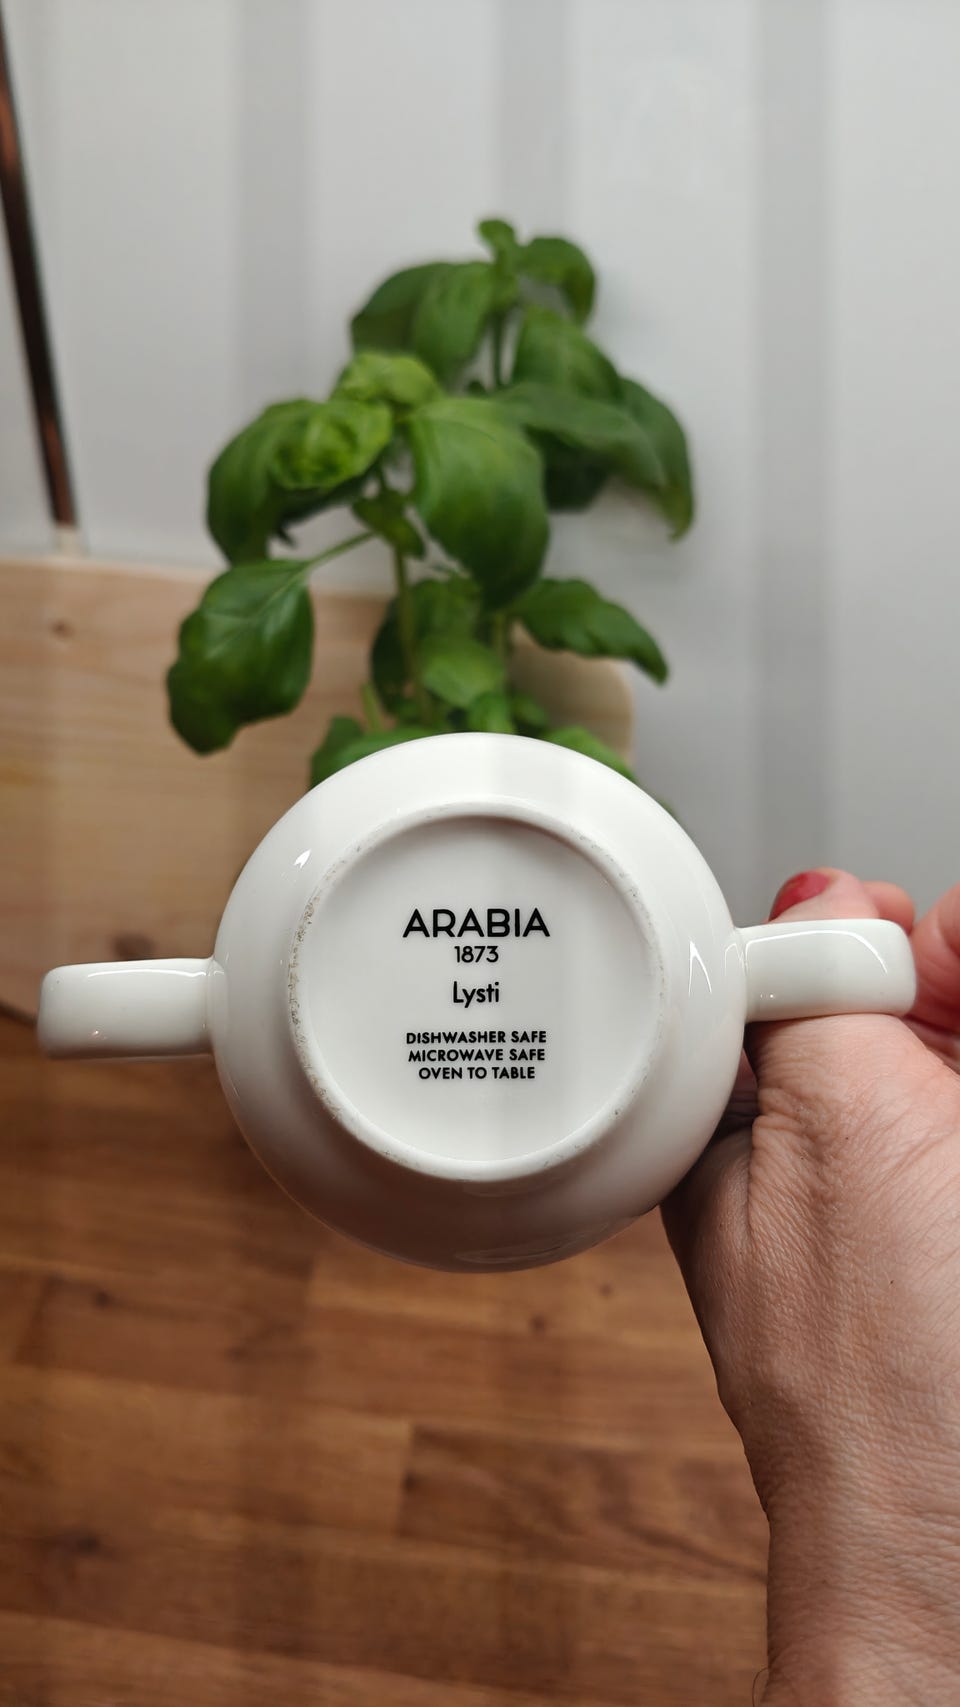 ARABIA
1873
Lysti
DISHWASHER SAFE
MICROWAVE SAFE
OVEN TO TABLE